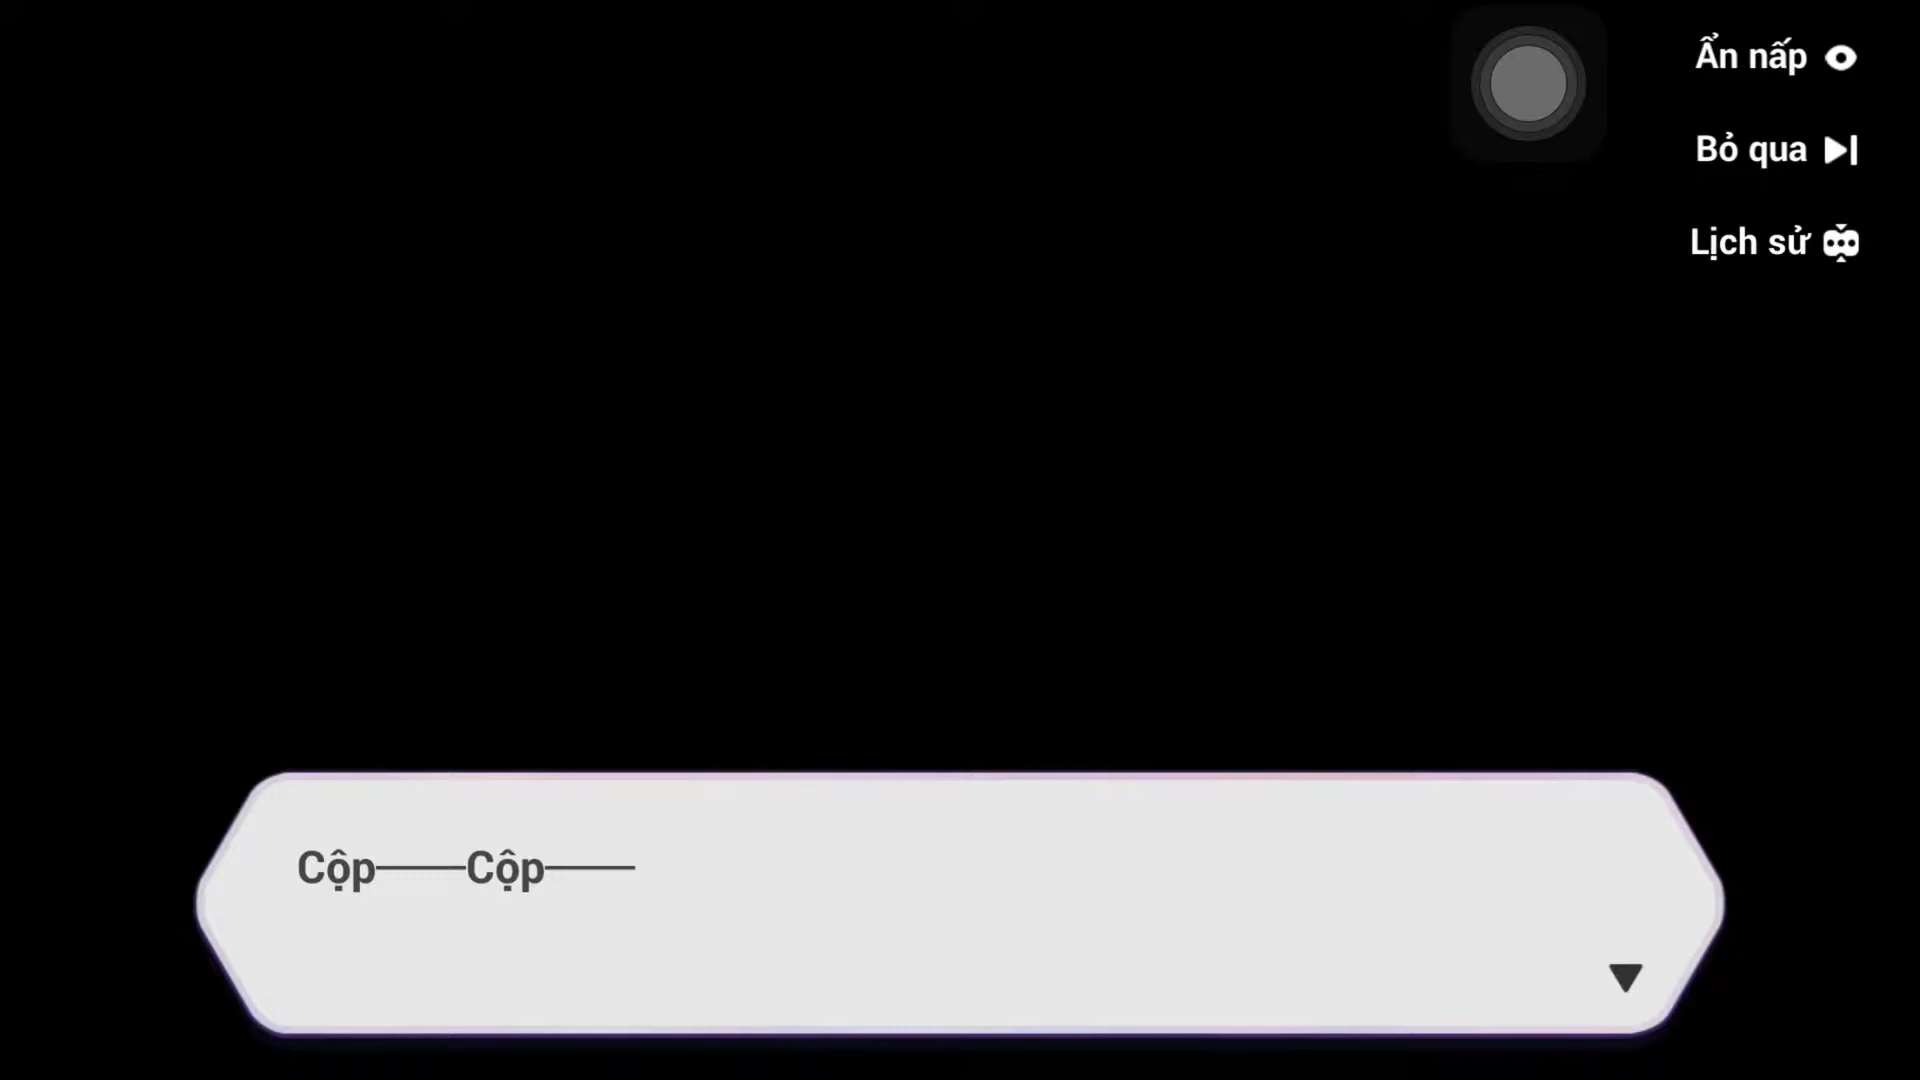 Ẩn nấp
Bỏ qua
Lịch sử
Cộp——Cộp——